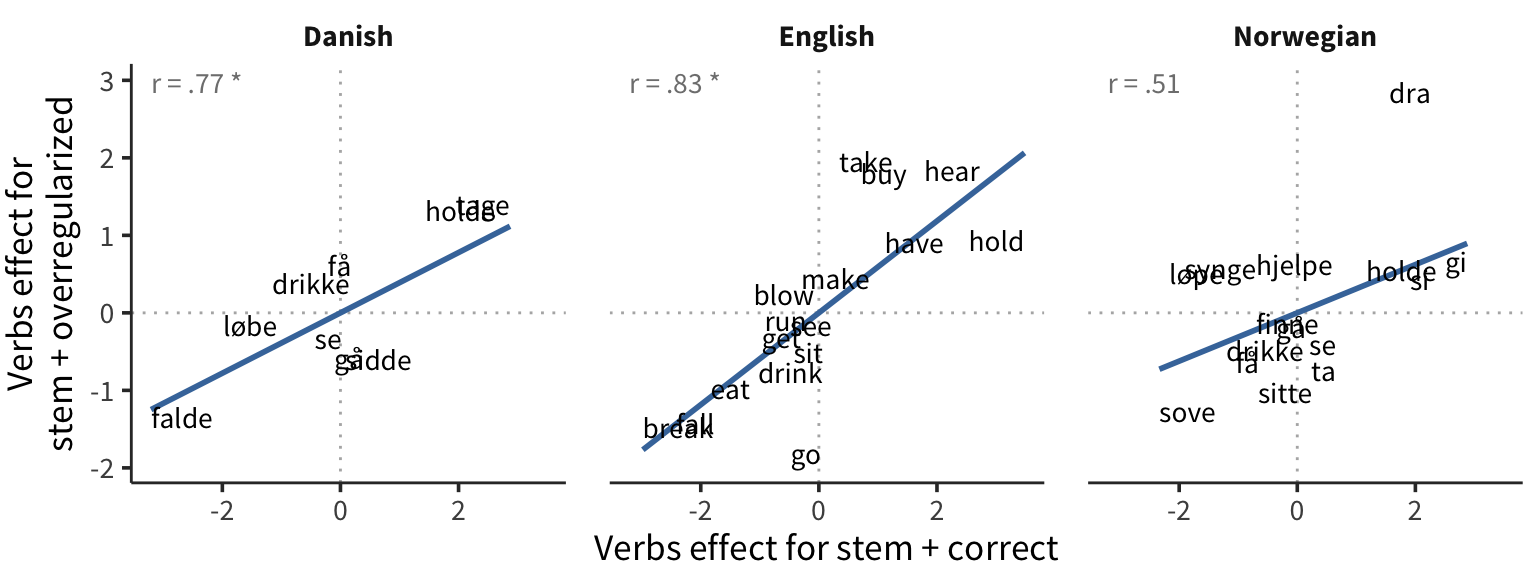 Danish
English
Norwegian
Verbs effect for
stem + overregularized
3
2
1
0
-1
-2
r = .77 *
tage
holde
få
drikke
løbe
se
gå
sidde
falde
-2
0
2
r = .83 *
take
buy
hear
have
hold
make
blow
run
see
get
sit
drink
eat
fall
break
go
-2
0
2
r = .51
dra
løpe
synge
hjelpe
holde
si
gi
finne
gå
drikke
få
se
ta
sitte
sove
-2
0
2
Verbs effect for stem + correct